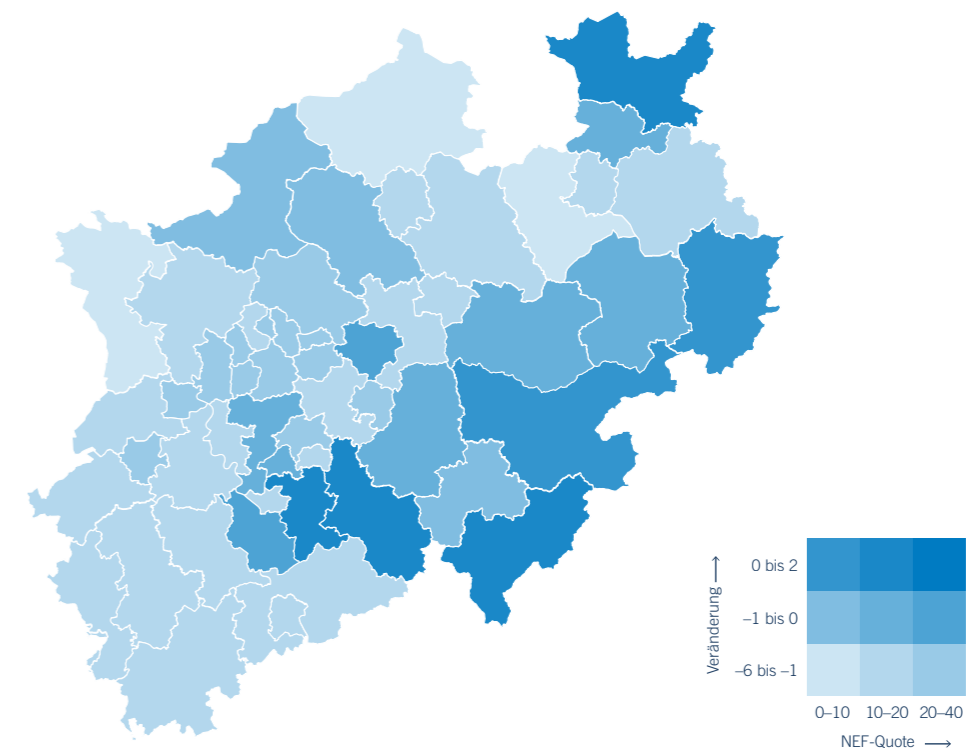 0 bis 2
–1 bis 0
–6 bis –1
Veränderung
0–10 10–20 20–40
NEF-Quote